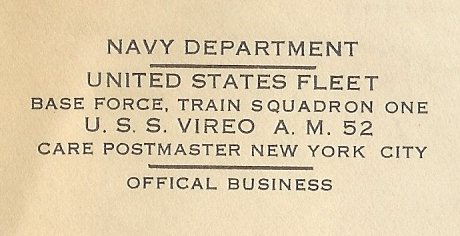 NAVY DEPARTMENT
UNITED STATES FLEET
BASE FORCE, TRAIN SQUADRON ONE
U. S. S. VIREO A. M. 52
CARE POSTMASTER NEW YORK CITY
OFFICAL BUSINESS